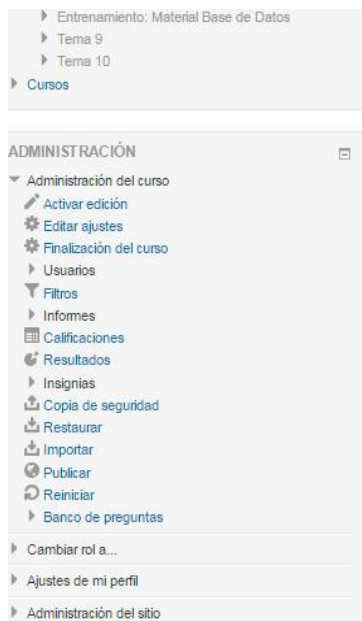 Entrenamiento: Material Base de Datos
Tema 9
Tema 10
Cursos
ADMINISTRACIÓN
Administración del curso
Activar edición
Editar ajustes
Finalización del curso
Usuarios
Filtros
Informes
Calificaciones
Resultados
Insignias
Copia de seguridad
Restaurar
Importar
Publicar
Reiniciar
Banco de preguntas
Cambiar rol a...
Ajustes de mi perfil
Administración del sitio